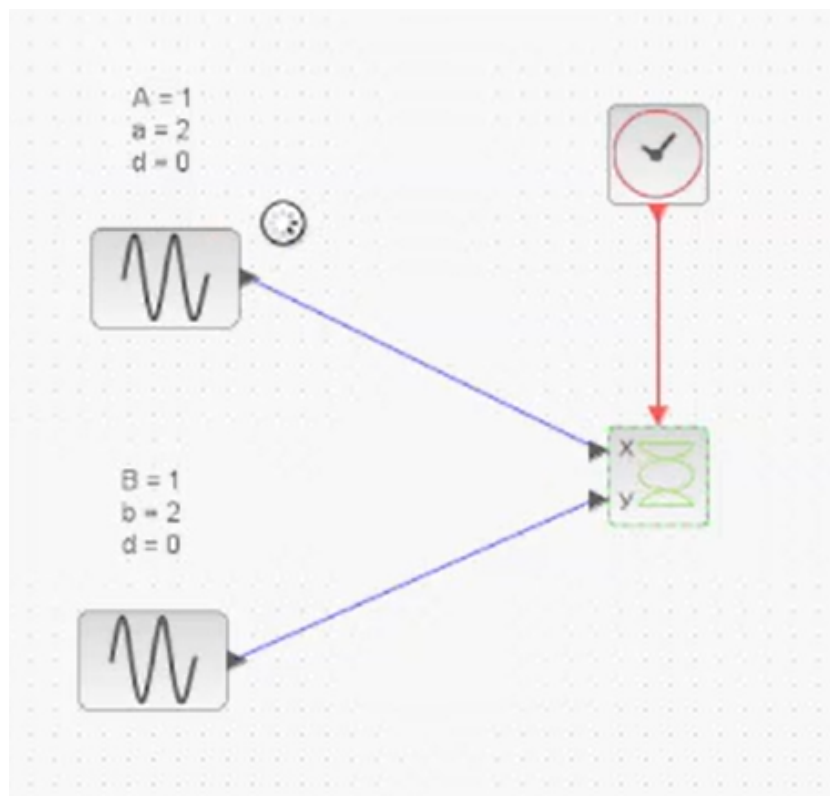 A = 1
a = 2
d = 0
X
y
B = 1
b = 2
d = 0